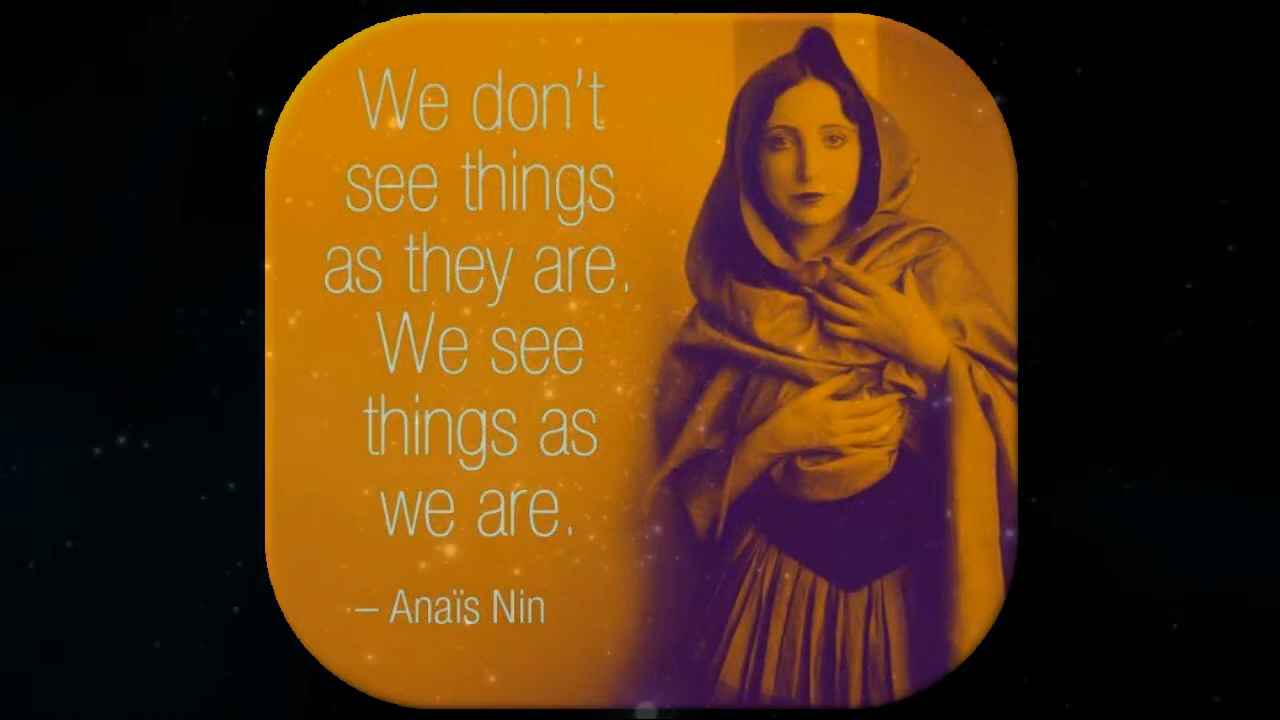 We don't
see things
as they are.
We see
things as
we are.
– Anaïs Nin